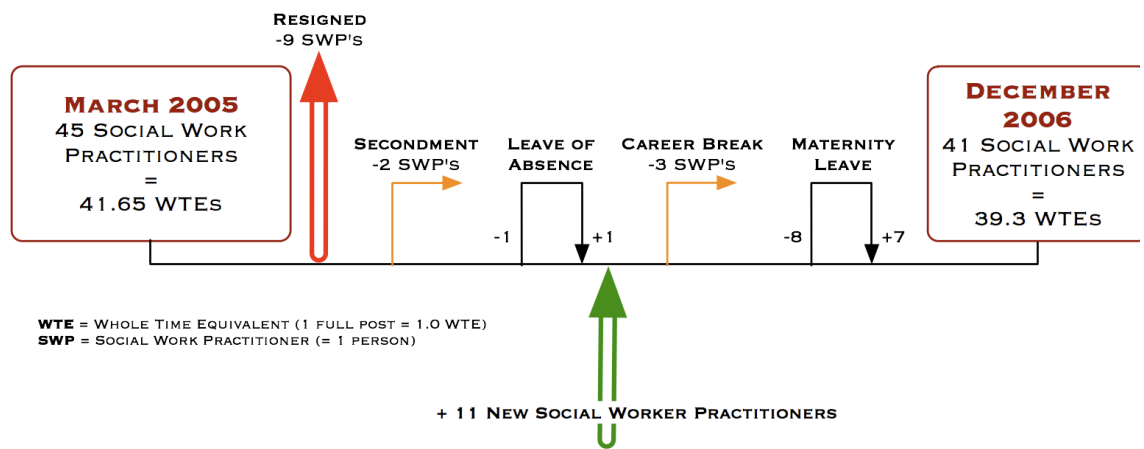 Resigned
-9 SWP's
March 2005
45 Social Work
Practitioners
=
41.65 WTEs
Secondment
-2 SWP's
Leave of
Absence
-1
+1
Career Break
-3 SWP's
Maternity
Leave
-8
+7
December
2006
41 Social Work
Practitioners
=
39.3 WTEs
WTE = Whole Time Equivalent (1 full post = 1.0 WTE)
SWP = Social Work Practitioner (= 1 person)
+ 11 New Social Worker Practitioners